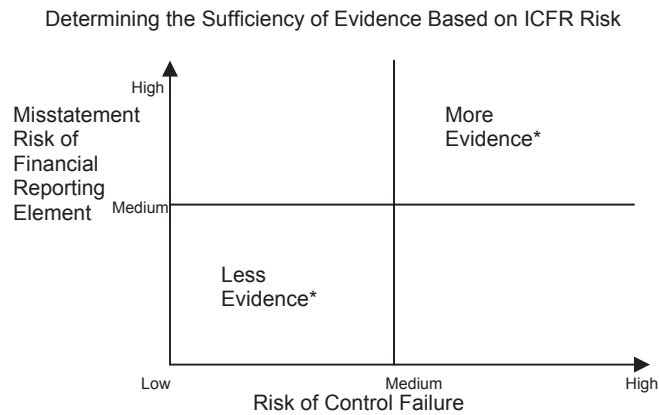 Determining the Sufficiency of Evidence Based on ICFR Risk
High
Misstatement
Risk of
Financial
Reporting
Element
Medium
More
Evidence*
Less
Evidence*
Low
Medium
High
Risk of Control Failure